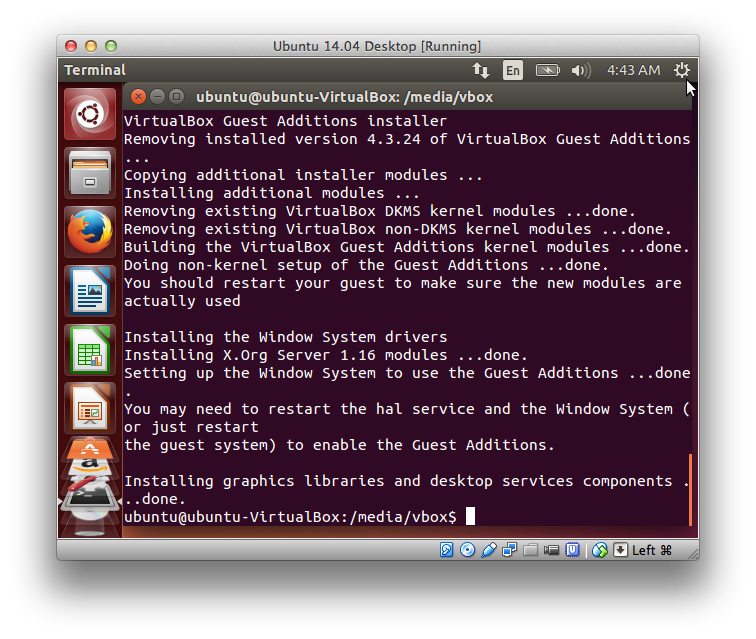 Ubuntu 14.04 Desktop [Running]
Terminal
En
4:43 AM
ubuntu@ubuntu-VirtualBox: /media/vbox
VirtualBox Guest Additions installer
Removing installed version 4.3.24 of VirtualBox Guest Additions
...
Copying additional installer modules ...
Installing additional modules ...
Removing existing VirtualBox DKMS kernel modules ...done.
Removing existing VirtualBox non-DKMS kernel modules ...done.
Building the VirtualBox Guest Additions kernel modules ...done.
Doing non-kernel setup of the Guest Additions ...done.
You should restart your guest to make sure the new modules are
actually used
Installing the Window System drivers
Installing X.Org Server 1.16 modules ...done.
Setting up the Window System to use the Guest Additions ...done
.
You may need to restart the hal service and the Window System (
or just restart
the guest system) to enable the Guest Additions.
Installing graphics libraries and desktop services components .
..done.
ubuntu@ubuntu-VirtualBox:/media/vbox$
Left ⌘